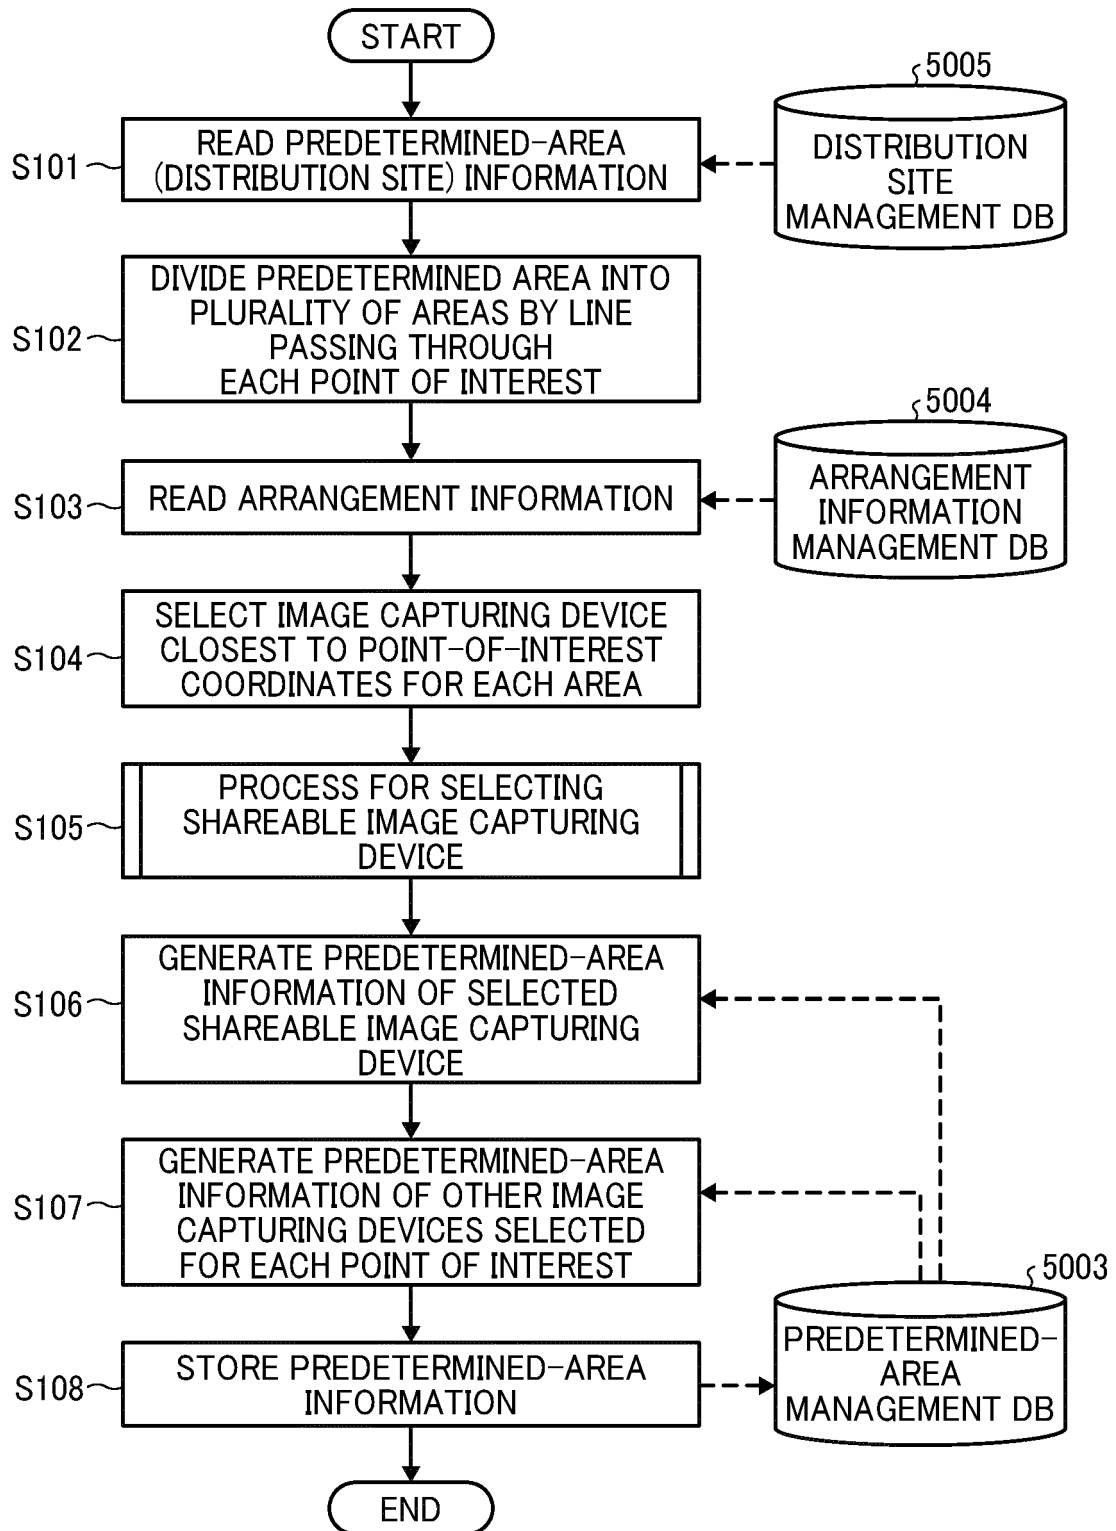 START
5005
S101
READ PREDETERMINED-AREA
(DISTRIBUTION SITE) INFORMATION
DISTRIBUTION
SITE
MANAGEMENT DB
S102
DIVIDE PREDETERMINED AREA INTO
PLURALITY OF AREAS BY LINE
PASSING THROUGH
EACH POINT OF INTEREST
5004
S103
READ ARRANGEMENT INFORMATION
ARRANGEMENT
INFORMATION
MANAGEMENT DB
S104
SELECT IMAGE CAPTURING DEVICE
CLOSEST TO POINT-OF-INTEREST
COORDINATES FOR EACH AREA
S105
PROCESS FOR SELECTING
SHAREABLE IMAGE CAPTURING
DEVICE
S106
GENERATE PREDETERMINED-AREA
INFORMATION OF SELECTED
SHAREABLE IMAGE CAPTURING
DEVICE
S107
GENERATE PREDETERMINED-AREA
INFORMATION OF OTHER IMAGE
CAPTURING DEVICES SELECTED
FOR EACH POINT OF INTEREST
5003
S108
STORE PREDETERMINED-AREA
INFORMATION
PREDETERMINED-
AREA
MANAGEMENT DB
END